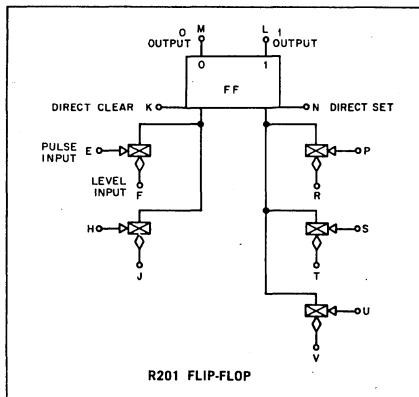 0 M L 1
OUTPUT OUTPUT
0 1
FF
DIRECT CLEAR K N DIRECT SET
PULSE INPUT E P
LEVEL INPUT F R
H S
J T
U
V
R201 FLIP-FLOP